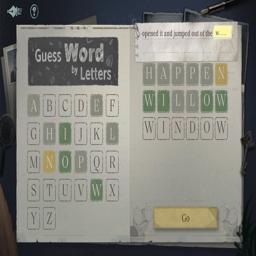 ?
Guess Word
by Letters
opened it and jumped out of the w......
A B C D E F
G H I J K L
M N O P Q R
S T U V W X
Y Z
H A P P E N
W I L L O W
W I N D O W
Go